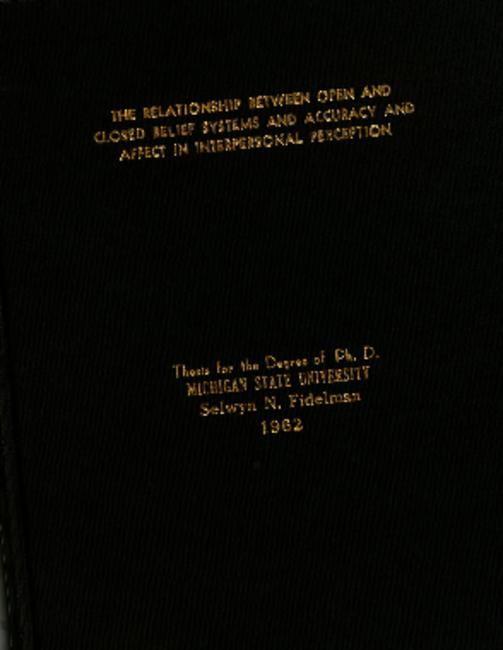 THE RELATIONSHIP BETWEEN OPEN AND
CLOSED BELIEF SYSTEMS AND ACCURACY AND
AFFECT IN INTERPERSONAL PERCEPTION
Thesis for the Degree of Ph. D.
MICHIGAN STATE UNIVERSITY
Selwyn N. Fidelman
1962